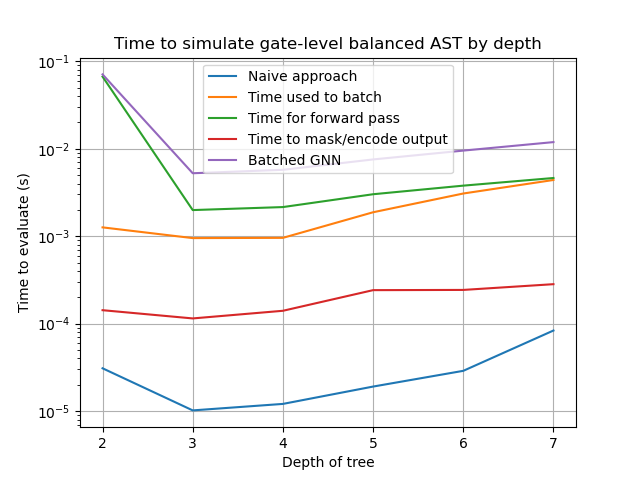 Time to simulate gate-level balanced AST by depth
Naive approach
Time used to batch
Time for forward pass
Time to mask/encode output
Batched GNN
Time to evaluate (s)
10⁻¹
10⁻²
10⁻³
10⁻⁴
10⁻⁵
2 3 4 5 6 7
Depth of tree